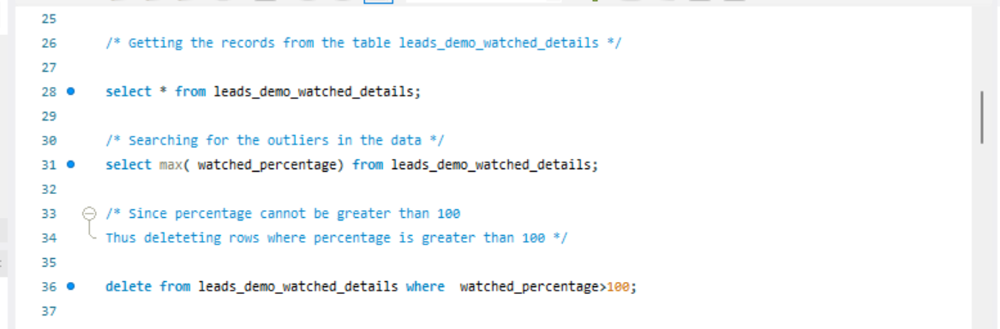 25
26 /* Getting the records from the table leads_demo_watched_details */
27
28 select * from leads_demo_watched_details;
29
30 /* Searching for the outliers in the data */
31 select max( watched_percentage) from leads_demo_watched_details;
32
33 /* Since percentage cannot be greater than 100
34 Thus deleteting rows where percentage is greater than 100 */
35
36 delete from leads_demo_watched_details where  watched_percentage>100;
37